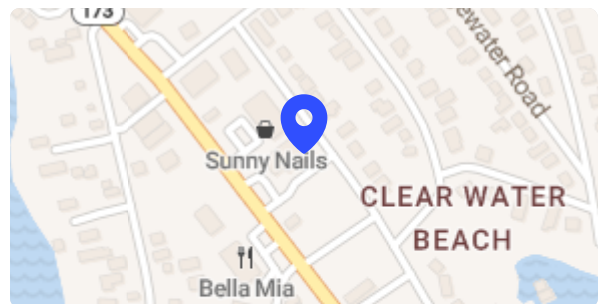 173
ewater Road
Sunny Nails
CLEAR WATER
BEACH
Bella Mia